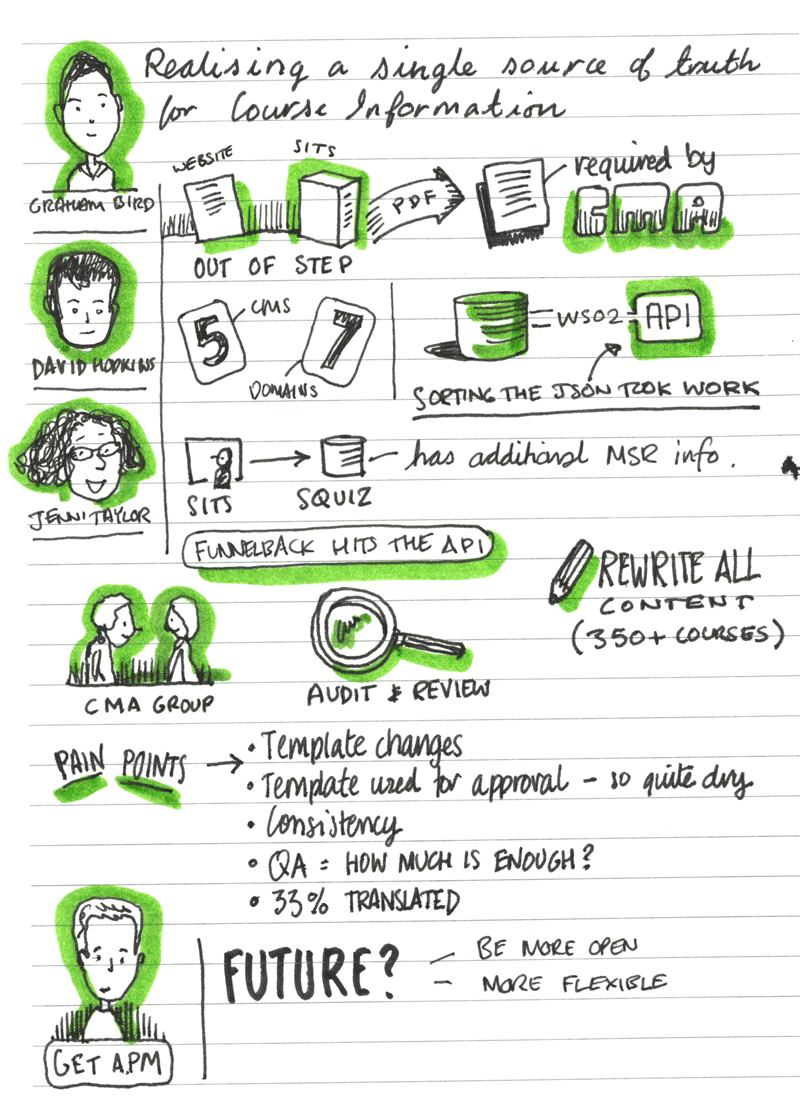 Realising a single source of truth
for Course Information
GRAHAM BIRD
WEBSITE
SITS
PDF
required by
CMA
OUT OF STEP
DAVID HOPKINS
5
CMS
7
DOMAINS
WSO2
API
SORTING THE JSON TOOK WORK
JENNI TAYLOR
SITS
SQUIZ
has additional MSR info.
FUNNELBACK HITS THE API
REWRITE ALL
CONTENT
(350+ COURSES)
CMA GROUP
AUDIT & REVIEW
PAIN POINTS
• Template changes
• Template used for approval – so quite dry
• Consistency
• QA = HOW MUCH IS ENOUGH?
• 33% TRANSLATED
GET A PM
FUTURE?
– BE MORE OPEN
– MORE FLEXIBLE